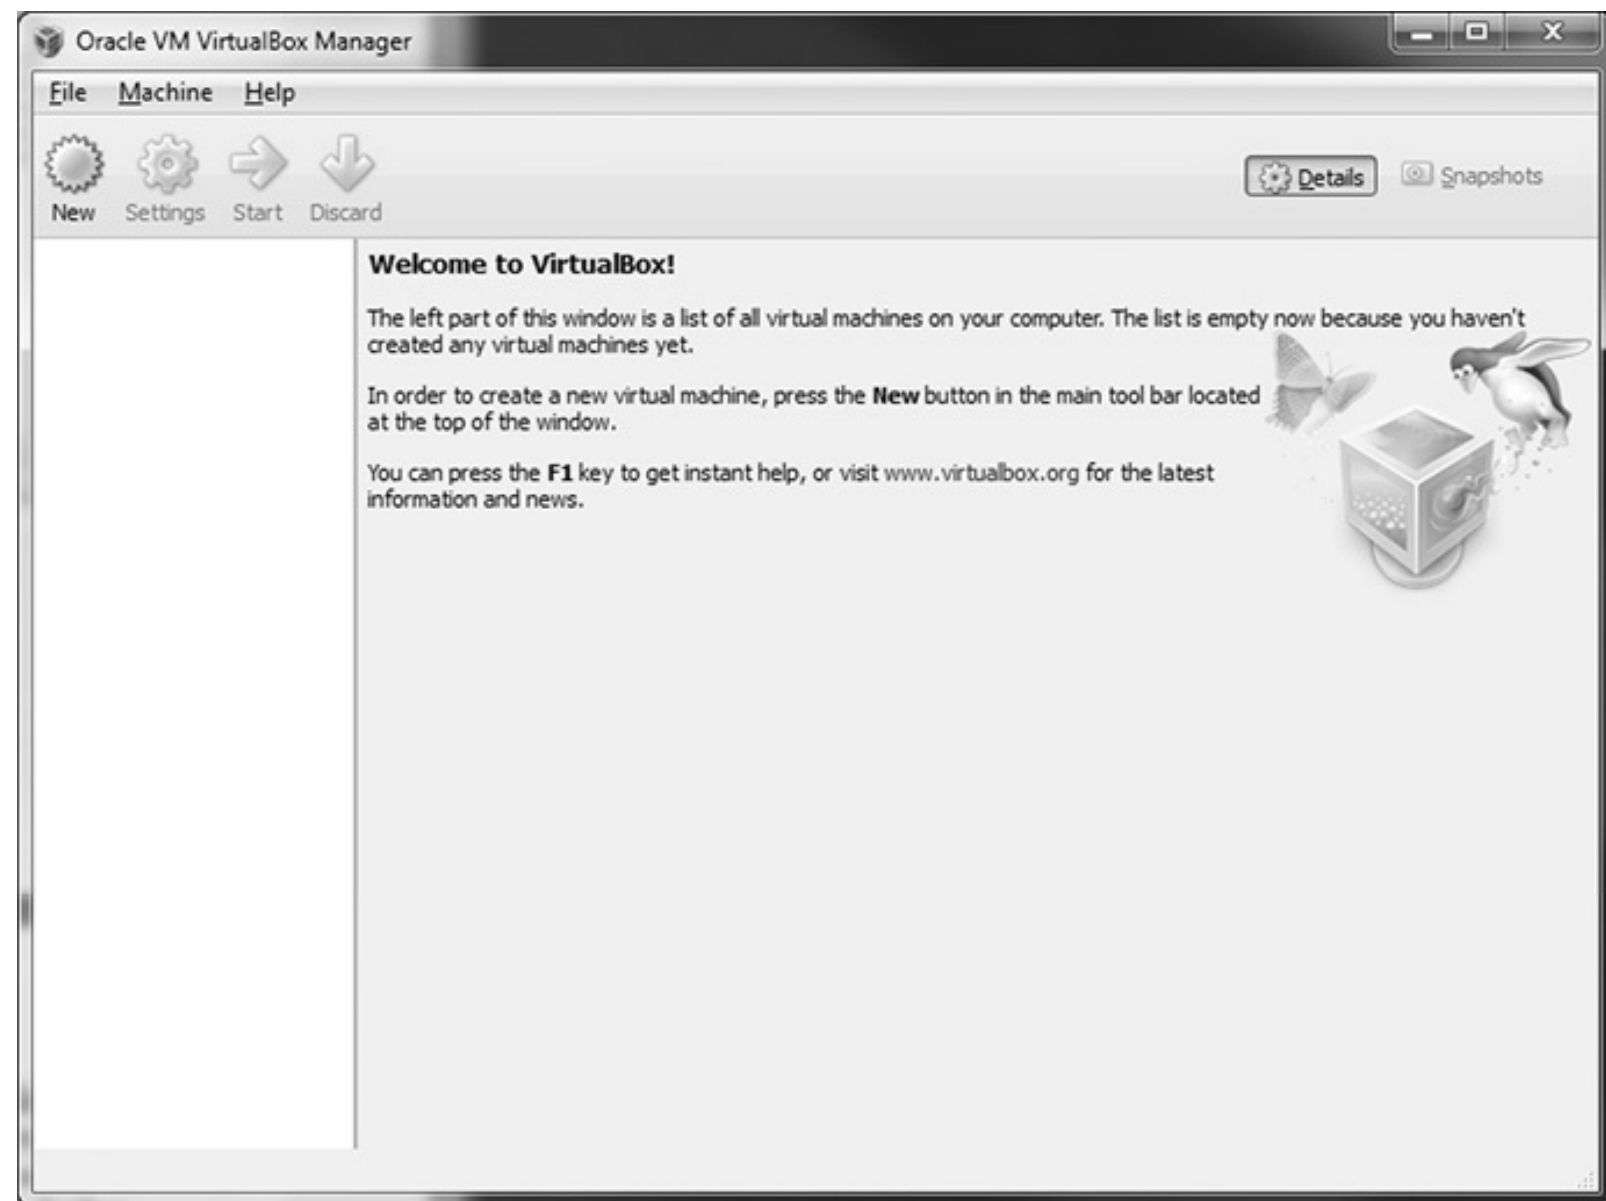 Oracle VM VirtualBox Manager
File Machine Help
New Settings Start Discard
Details Snapshots
Welcome to VirtualBox!
The left part of this window is a list of all virtual machines on your computer. The list is empty now because you haven't
created any virtual machines yet.
In order to create a new virtual machine, press the New button in the main tool bar located
at the top of the window.
You can press the F1 key to get instant help, or visit www.virtualbox.org for the latest
information and news.